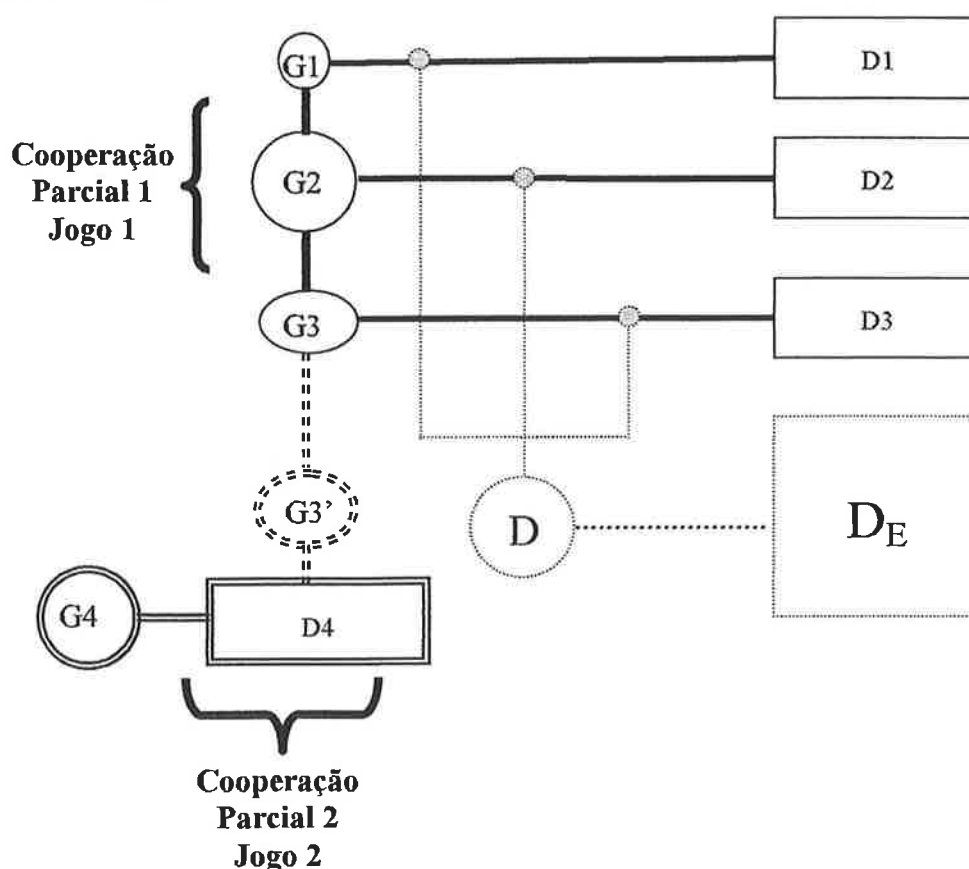 G1
D1
Cooperação
Parcial 1
Jogo 1
G2
D2
G3
D3
G3’
D
D_E
G4
D4
Cooperação
Parcial 2
Jogo 2